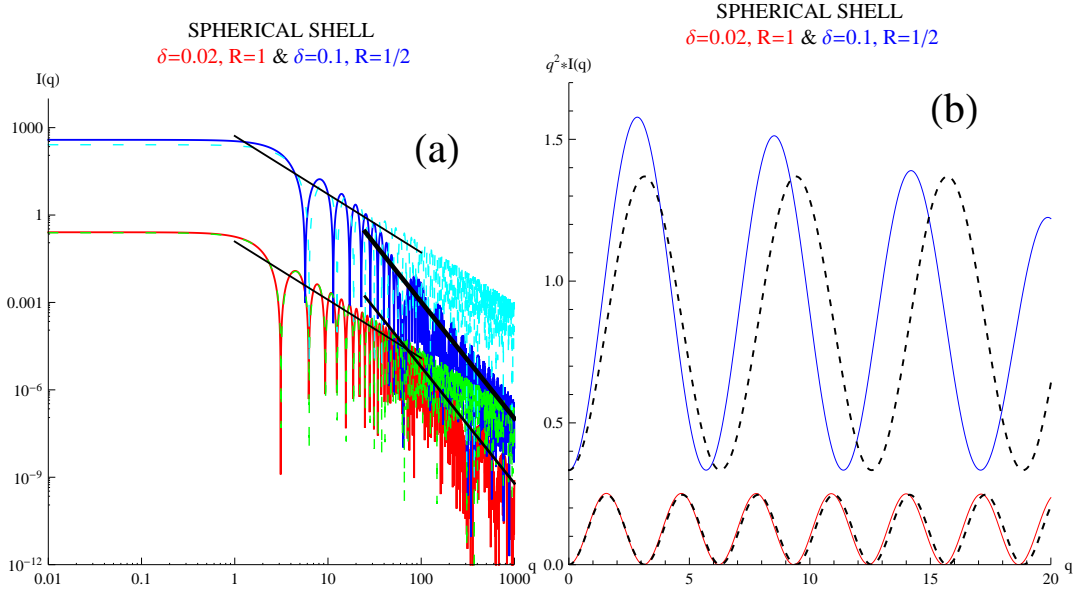 SPHERICAL SHELL
δ=0.02, R=1 & δ=0.1, R=1/2
I(q)
(a)
1000
1
0.001
10⁻⁶
10⁻⁹
10⁻¹²
0.01 0.1 1 10 100 1000 q
SPHERICAL SHELL
δ=0.02, R=1 & δ=0.1, R=1/2
q²*I(q)
(b)
1.5
1.0
0.5
0.0
0 5 10 15 20 q